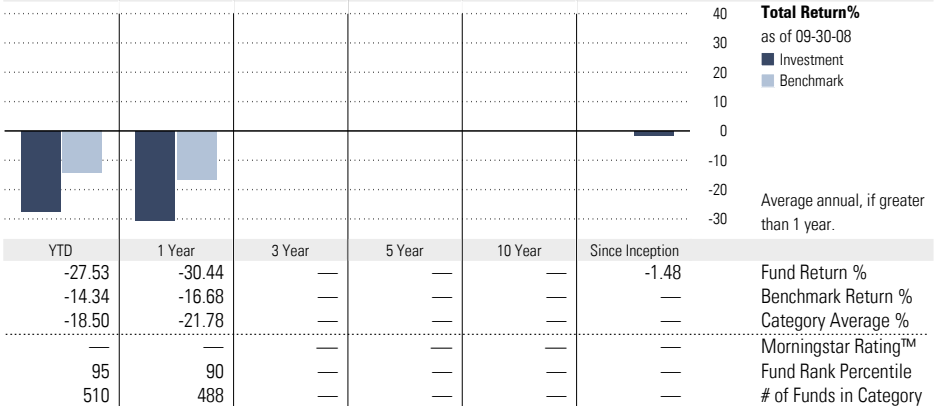 40 Total Return%
30 as of 09-30-08
Investment
20 Benchmark
10
0
-10
-20
Average annual, if greater
-30 than 1 year.
YTD 1 Year 3 Year 5 Year 10 Year Since Inception
-27.53 -30.44 — — — -1.48 Fund Return %
-14.34 -16.68 — — — — Benchmark Return %
-18.50 -21.78 — — — — Category Average %
— — — — — — Morningstar Rating™
95 90 — — — — Fund Rank Percentile
510 488 — — — — # of Funds in Category